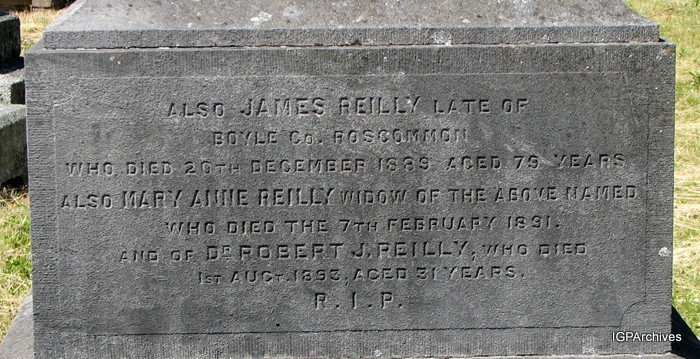 ALSO JAMES REILLY LATE OF
BOYLE CO. ROSCOMMON
WHO DIED 20TH DECEMBER 1889 AGED 79 YEARS
ALSO MARY ANNE REILLY WIDOW OF THE ABOVE NAMED
WHO DIED THE 7TH FEBRUARY 1891.
AND OF DR ROBERT J. REILLY, WHO DIED
1ST AUGT. 1893, AGED 31 YEARS.
R.I.P.
IGPArchives